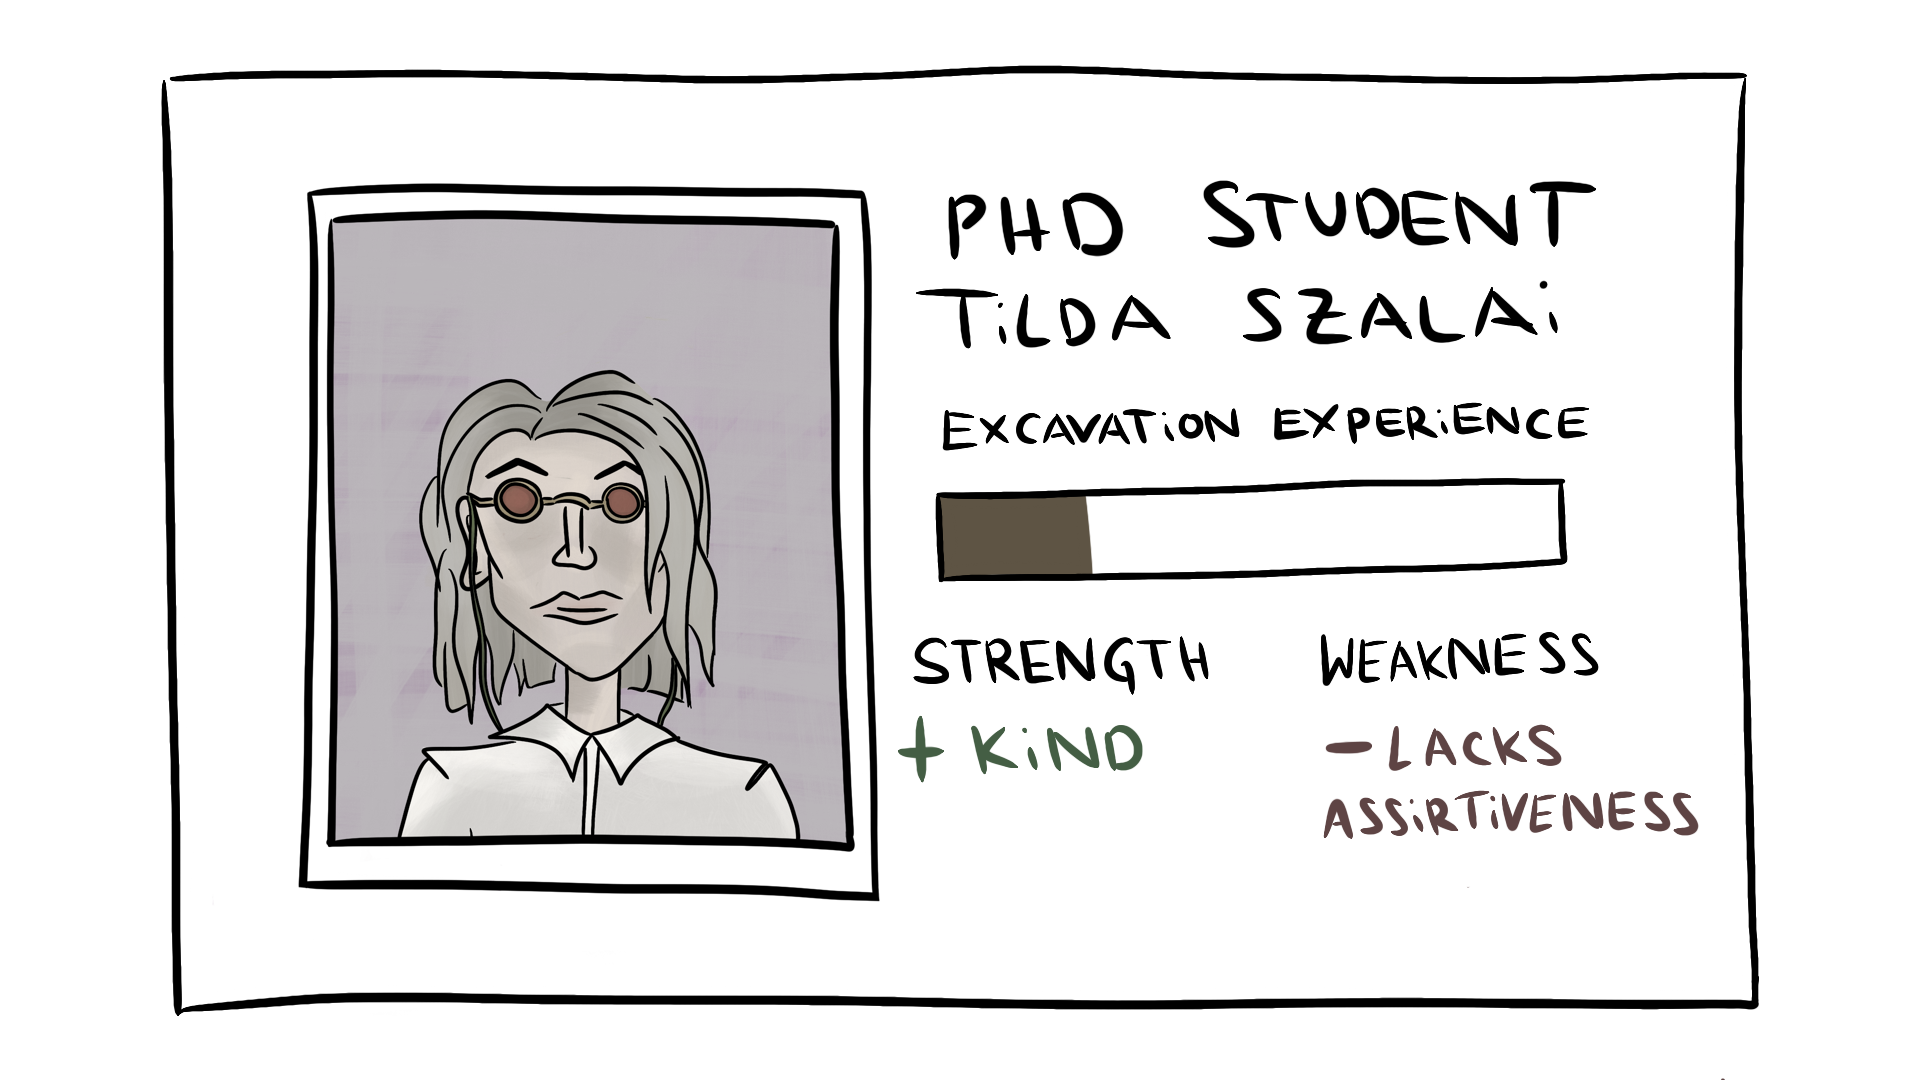 PHD STUDENT
TiLDA SZALAi
EXCAVATiON EXPERiENCE
STRENGTH WEAKNESS
+ KiND - LACKS
ASSiRTiVENESS